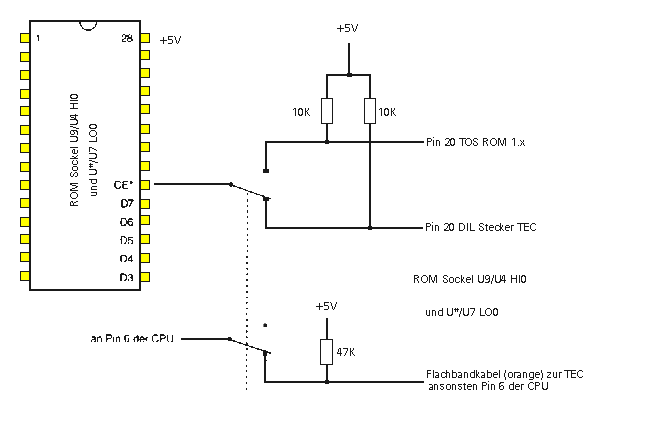 1 28 +5V
ROM Sockel U9/U4 HI0
und U*/U7 LO0
CE*
D7
D6
D5
D4
D3
+5V
10K 10K
Pin 20 TOS ROM 1.x
Pin 20 DIL Stecker TEC
ROM Sockel U9/U4 HI0
und U*/U7 LO0
an Pin 6 der CPU
+5V
47K
Flachbandkabel (orange) zur TEC
ansonsten Pin 6 der CPU